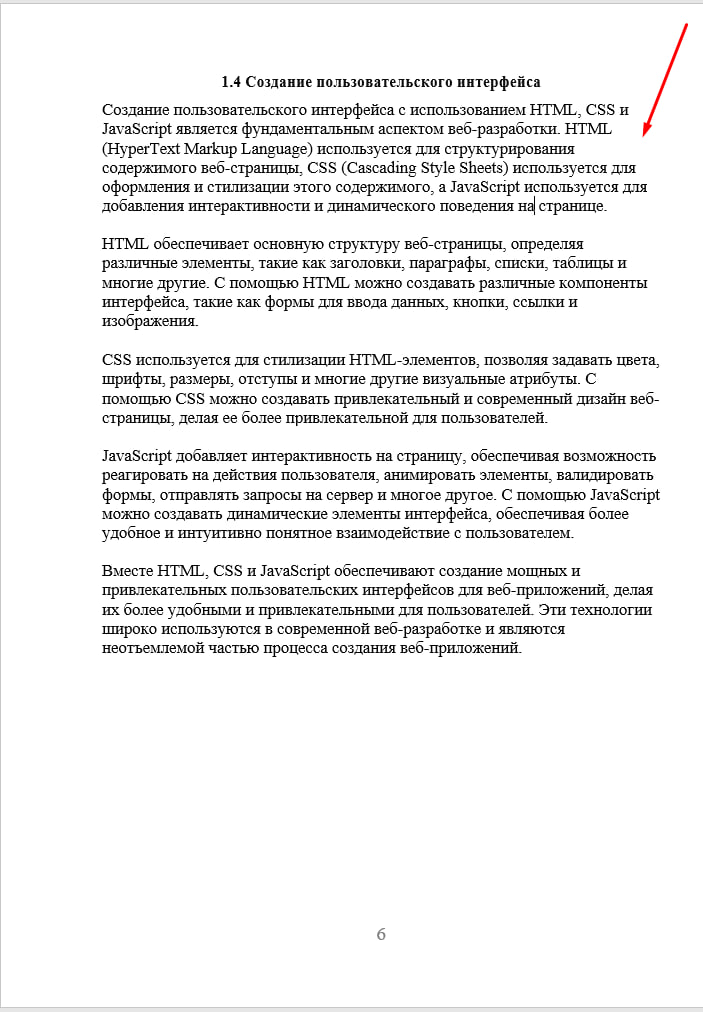 1.4 Создание пользовательского интерфейса
Создание пользовательского интерфейса с использованием HTML, CSS и
JavaScript является фундаментальным аспектом веб-разработки. HTML
(HyperText Markup Language) используется для структурирования
содержимого веб-страницы, CSS (Cascading Style Sheets) используется для
оформления и стилизации этого содержимого, а JavaScript используется для
добавления интерактивности и динамического поведения на странице.
HTML обеспечивает основную структуру веб-страницы, определяя
различные элементы, такие как заголовки, параграфы, списки, таблицы и
многие другие. С помощью HTML можно создавать различные компоненты
интерфейса, такие как формы для ввода данных, кнопки, ссылки и
изображения.
CSS используется для стилизации HTML-элементов, позволяя задавать цвета,
шрифты, размеры, отступы и многие другие визуальные атрибуты. С
помощью CSS можно создавать привлекательный и современный дизайн веб-
страницы, делая ее более привлекательной для пользователей.
JavaScript добавляет интерактивность на страницу, обеспечивая возможность
реагировать на действия пользователя, анимировать элементы, валидировать
формы, отправлять запросы на сервер и многое другое. С помощью JavaScript
можно создавать динамические элементы интерфейса, обеспечивая более
удобное и интуитивно понятное взаимодействие с пользователем.
Вместе HTML, CSS и JavaScript обеспечивают создание мощных и
привлекательных пользовательских интерфейсов для веб-приложений, делая
их более удобными и привлекательными для пользователей. Эти технологии
широко используются в современной веб-разработке и являются
неотъемлемой частью процесса создания веб-приложений.
6